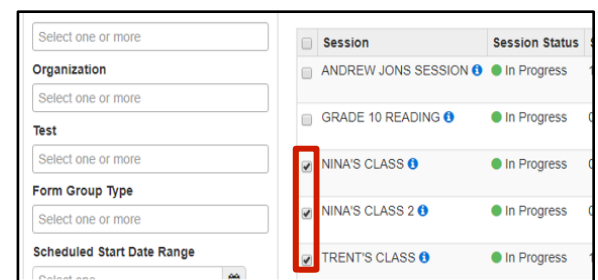 Select one or more
Organization
Select one or more
Test
Select one or more
Form Group Type
Select one or more
Scheduled Start Date Range
Select one
Session Session Status
ANDREW JONS SESSION In Progress
GRADE 10 READING In Progress
NINA'S CLASS In Progress
NINA'S CLASS 2 In Progress
TRENT'S CLASS In Progress